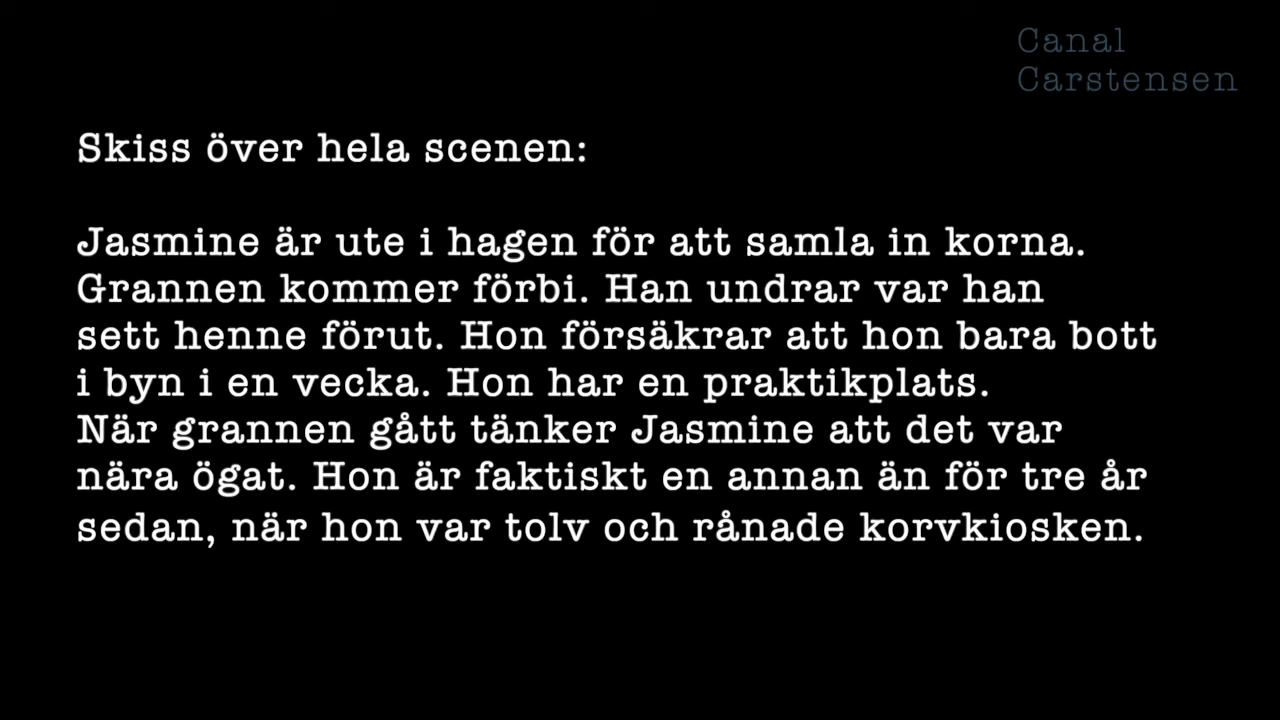 Canal
Carstensen
Skiss över hela scenen:
Jasmine är ute i hagen för att samla in korna.
Grannen kommer förbi. Han undrar var han
sett henne förut. Hon försäkrar att hon bara bott
i byn i en vecka. Hon har en praktikplats.
När grannen gått tänker Jasmine att det var
nära ögat. Hon är faktiskt en annan än för tre år
sedan, när hon var tolv och rånade korvkiosken.